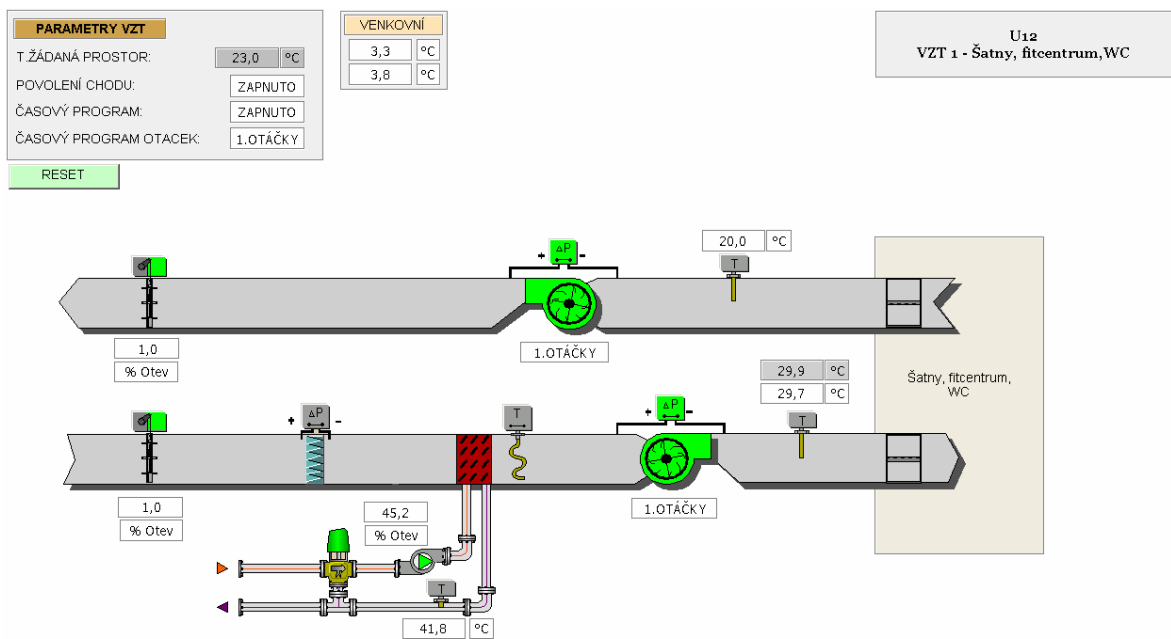 PARAMETRY VZT
T.ŽÁDANÁ PROSTOR: 23,0 °C
POVOLENÍ CHODU: ZAPNUTO
ČASOVÝ PROGRAM: ZAPNUTO
ČASOVÝ PROGRAM OTACEK: 1.OTÁČKY
RESET
VENKOVNÍ
3,3 °C
3,8 °C
U12
VZT 1 - Šatny, fitcentrum,WC
+ ΔP -
20,0 °C
T
1,0
% Otev
1.OTÁČKY
29,9 °C
29,7 °C
Šatny, fitcentrum,
WC
+ ΔP -
T
+ ΔP -
T
1,0
% Otev
45,2
% Otev
1.OTÁČKY
T
41,8 °C